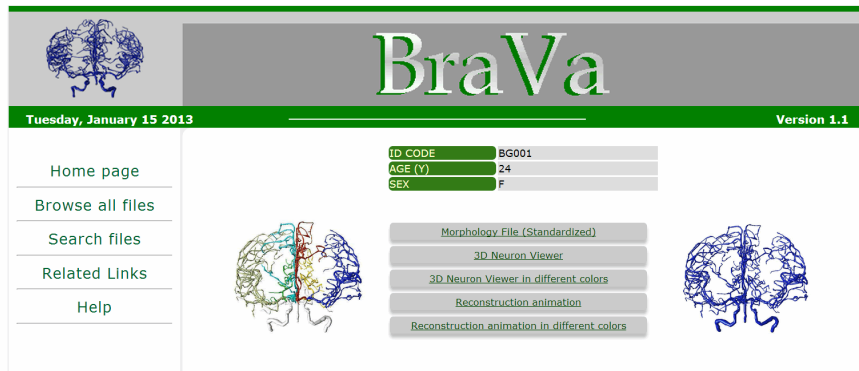 BraVa
Tuesday, January 15 2013
Version 1.1
Home page
Browse all files
Search files
Related Links
Help
ID CODE BG001
AGE (Y) 24
SEX F
Morphology File (Standardized)
3D Neuron Viewer
3D Neuron Viewer in different colors
Reconstruction animation
Reconstruction animation in different colors